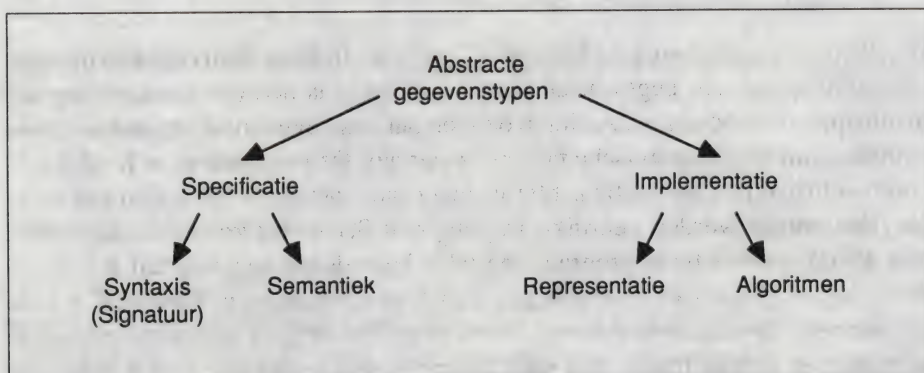 Abstracte
gegevenstypen
Specificatie
Implementatie
Syntaxis
(Signatuur)
Semantiek
Representatie
Algoritmen